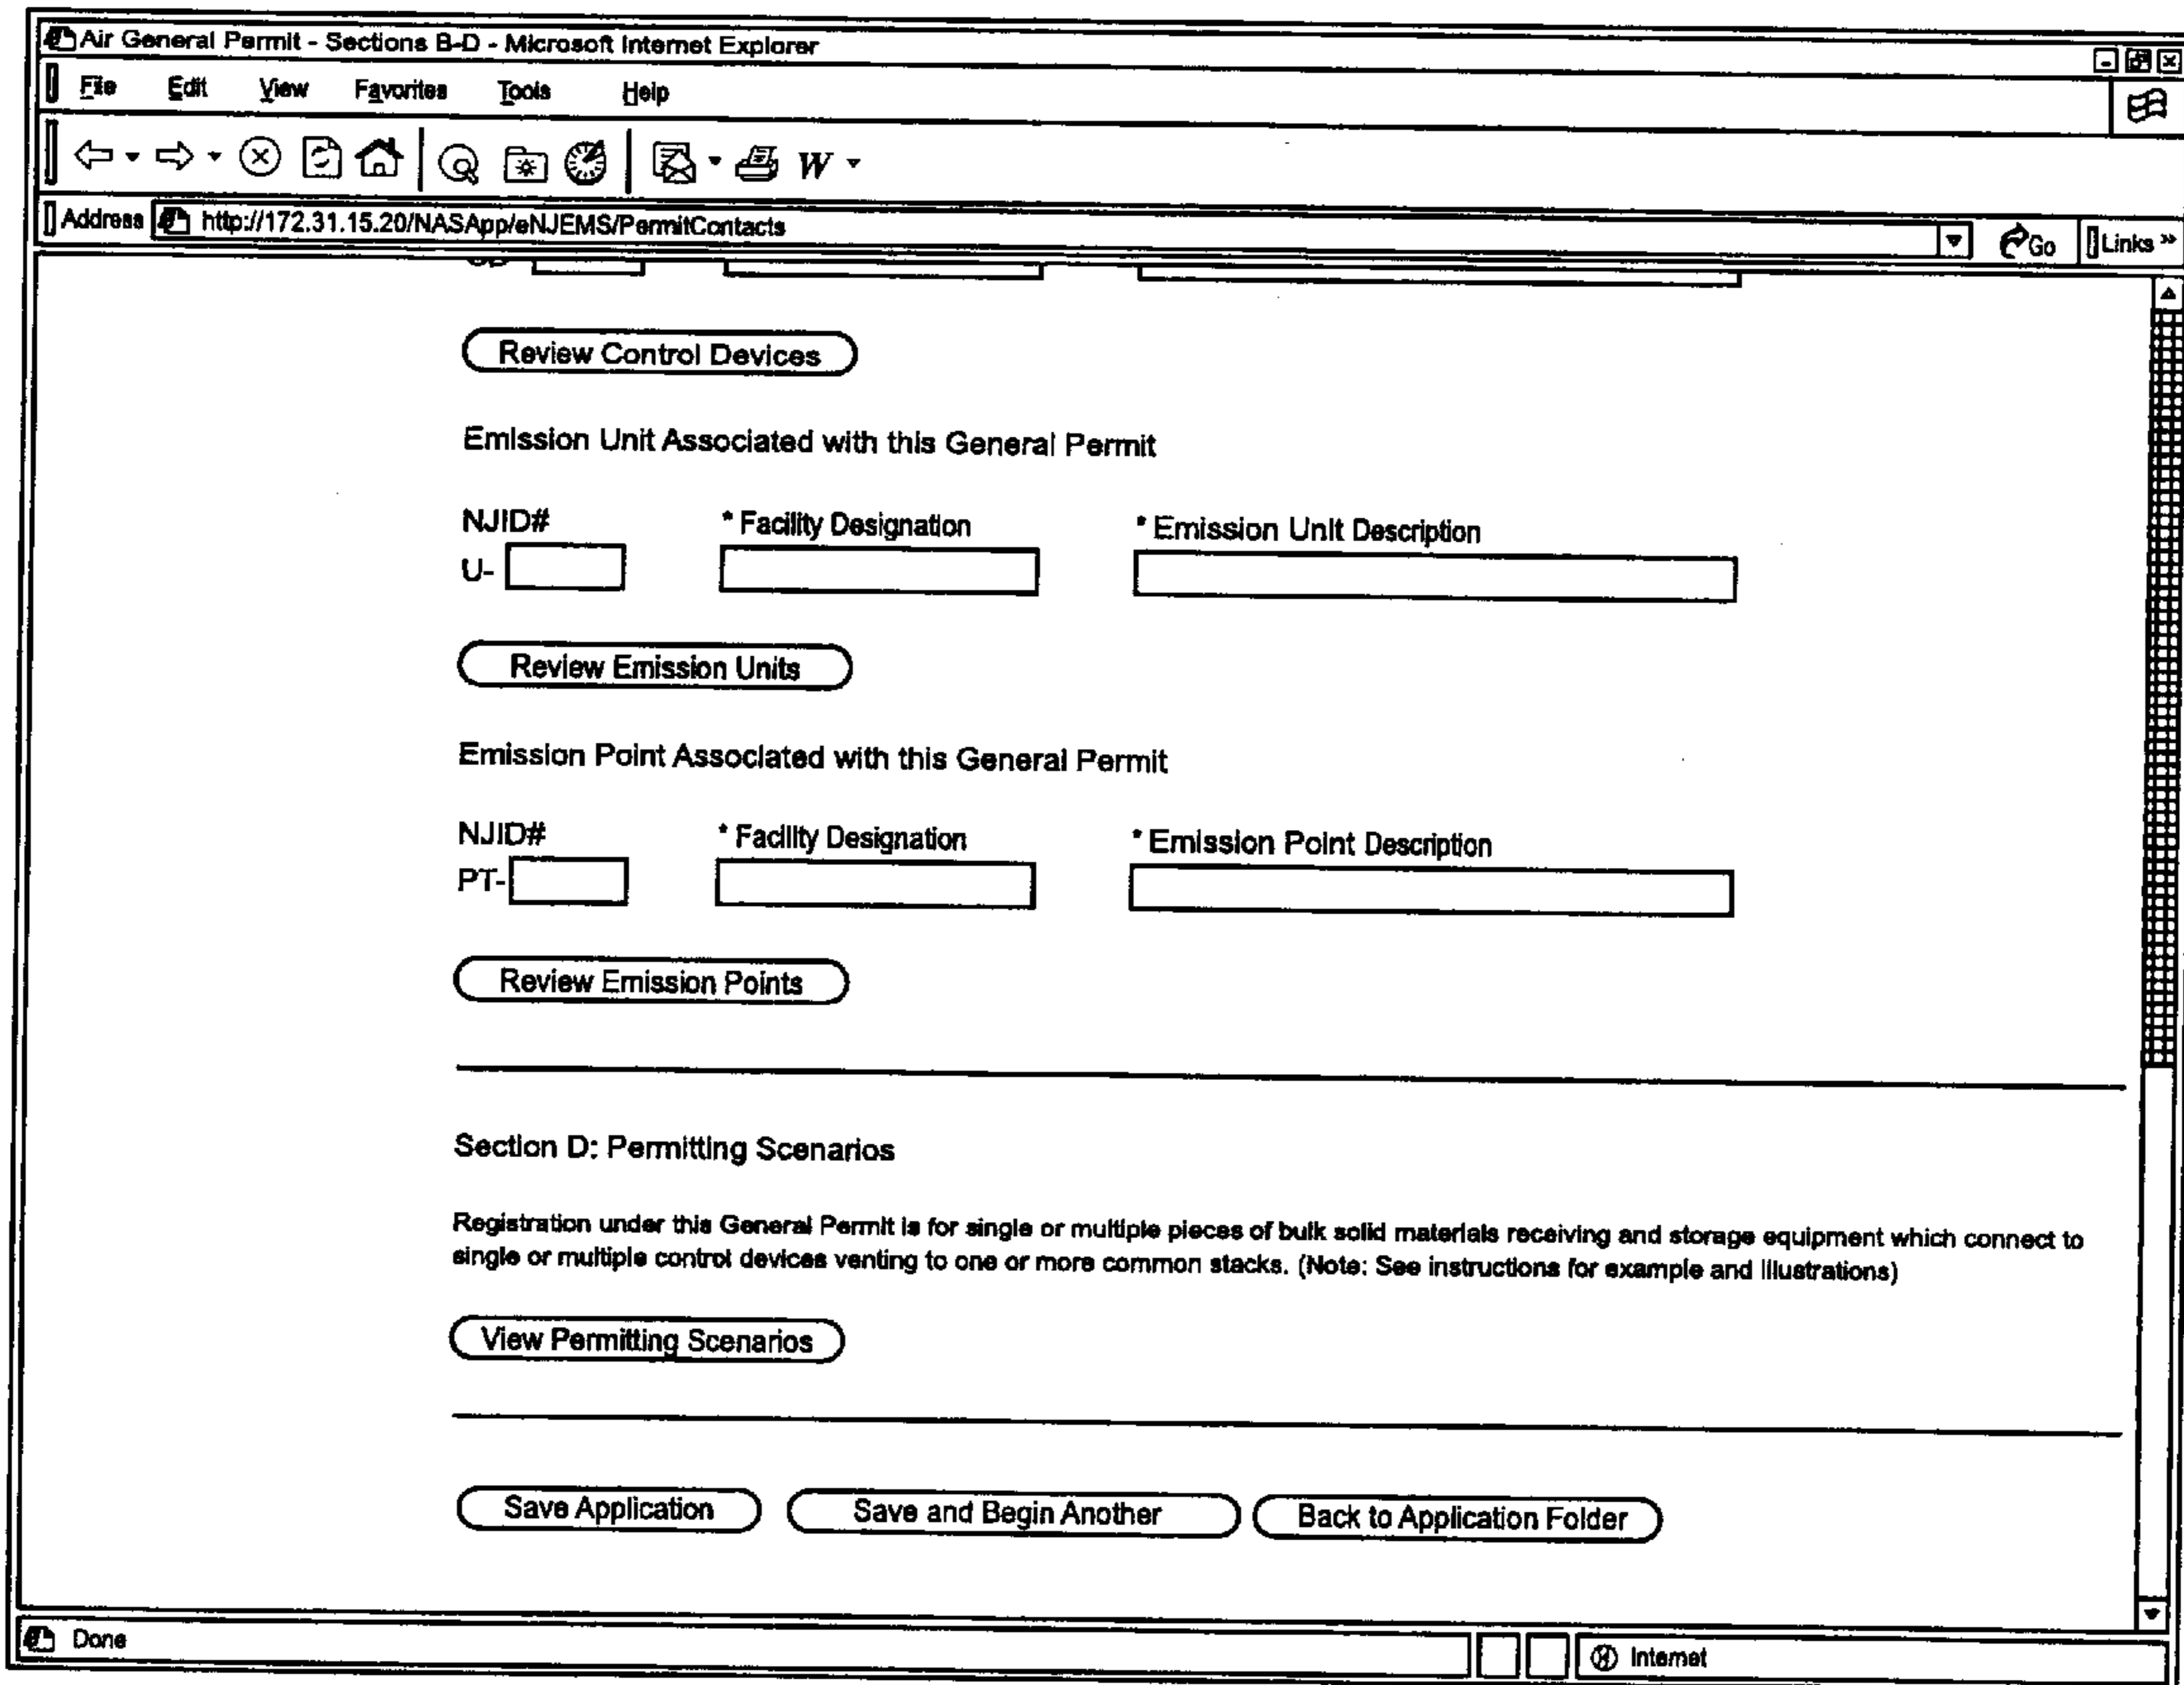 Air General Permit - Sections B-D - Microsoft Internet Explorer
File Edit View Favorites Tools Help
W
Address http://172.31.15.20/NASApp/eNJEMS/PermitContacts Go Links »
Review Control Devices
Emission Unit Associated with this General Permit
NJID# * Facility Designation * Emission Unit Description
U-
Review Emission Units
Emission Point Associated with this General Permit
NJID# * Facility Designation * Emission Point Description
PT-
Review Emission Points
Section D: Permitting Scenarios
Registration under this General Permit is for single or multiple pieces of bulk solid materials receiving and storage equipment which connect to
single or multiple control devices venting to one or more common stacks. (Note: See instructions for example and illustrations)
View Permitting Scenarios
Save Application Save and Begin Another Back to Application Folder
Done Internet